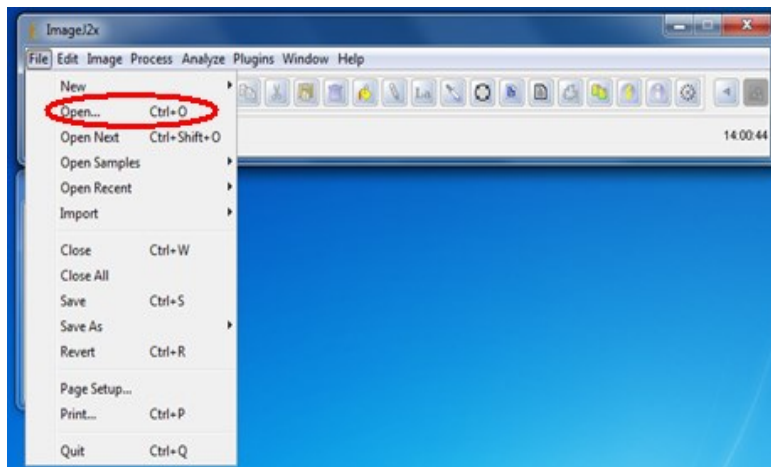 ImageJ2x
File Edit Image Process Analyze Plugins Window Help
New
Open... Ctrl+O
Open Next Ctrl+Shift+O
14:00:44
Open Samples
Open Recent
Import
Close Ctrl+W
Close All
Save Ctrl+S
Save As
Revert Ctrl+R
Page Setup...
Print... Ctrl+P
Quit Ctrl+Q